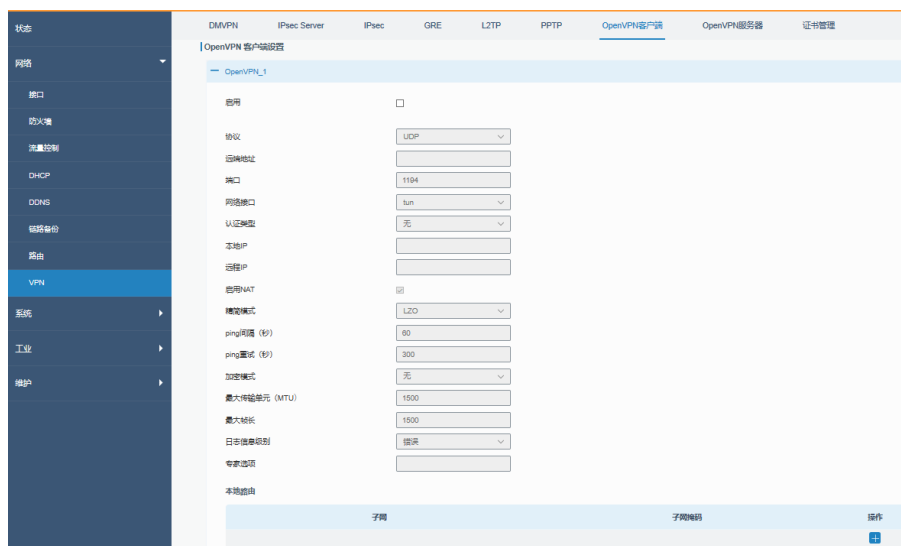 状态
网络
接口
防火墙
流量控制
DHCP
DDNS
链路备份
路由
VPN
系统
工业
维护
DMVPN IPsec Server IPsec GRE L2TP PPTP OpenVPN客户端 OpenVPN服务器 证书管理
OpenVPN 客户端设置
OpenVPN_1
启用
协议 UDP
远端地址
端口 1194
网络接口 tun
认证类型 无
本地IP
远程IP
启用NAT
精简模式 LZO
ping间隔（秒） 60
ping重试（秒） 300
加密模式 无
最大传输单元（MTU） 1500
最大帧长 1500
日志信息级别 错误
专家选项
本地路由
子网 子网掩码 操作